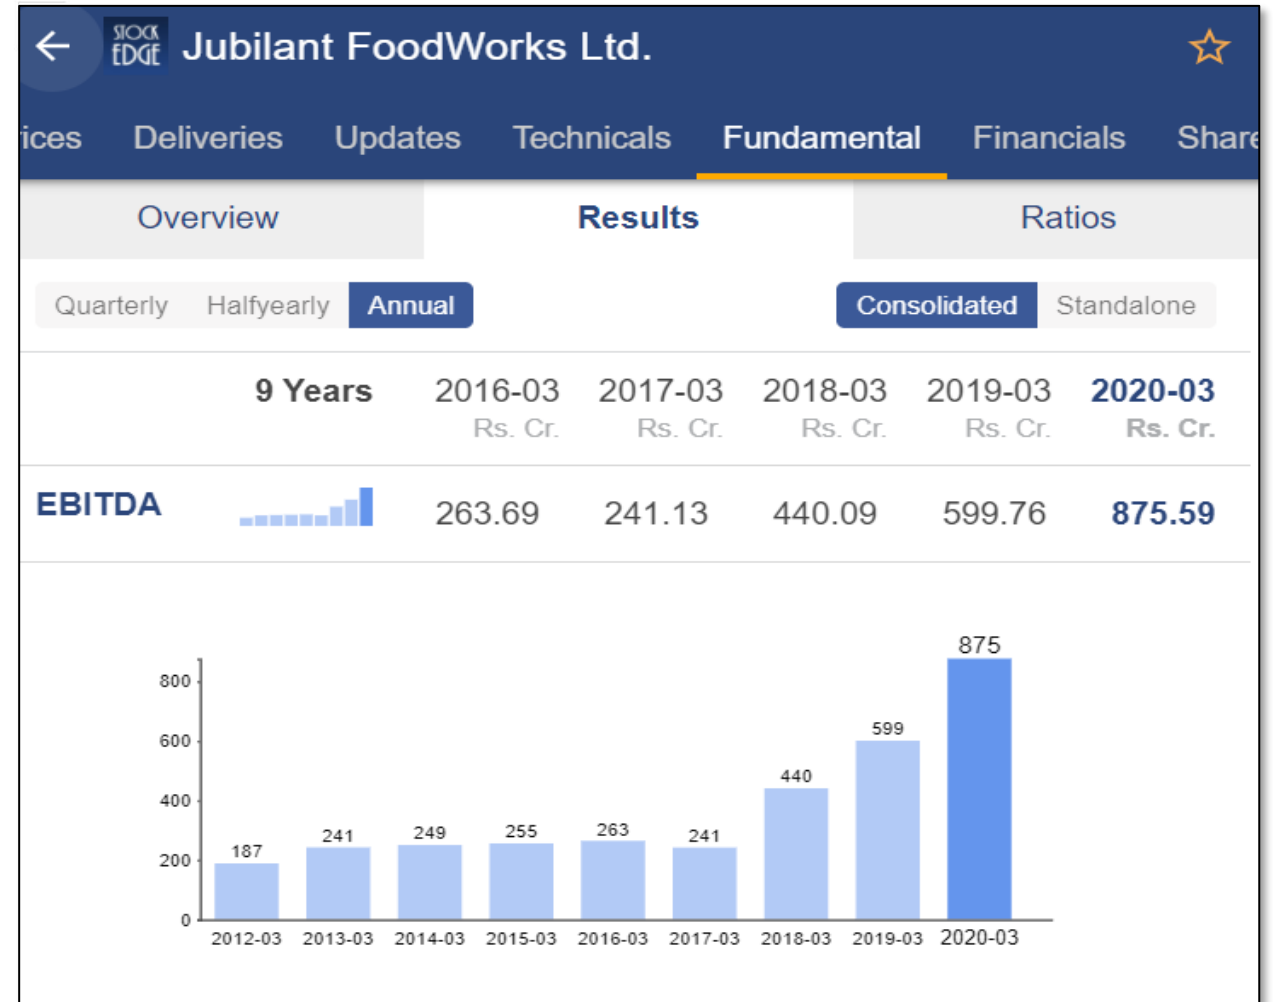 STOCK EDGE Jubilant FoodWorks Ltd.
ices Deliveries Updates Technicals Fundamental Financials Share
Overview Results Ratios
Quarterly Halfyearly Annual Consolidated Standalone
9 Years 2016-03 2017-03 2018-03 2019-03 2020-03
Rs. Cr. Rs. Cr. Rs. Cr. Rs. Cr. Rs. Cr.
EBITDA 263.69 241.13 440.09 599.76 875.59
875
800
600
599
440
400
187 241 249 255 263 241
200
0
2012-03 2013-03 2014-03 2015-03 2016-03 2017-03 2018-03 2019-03 2020-03